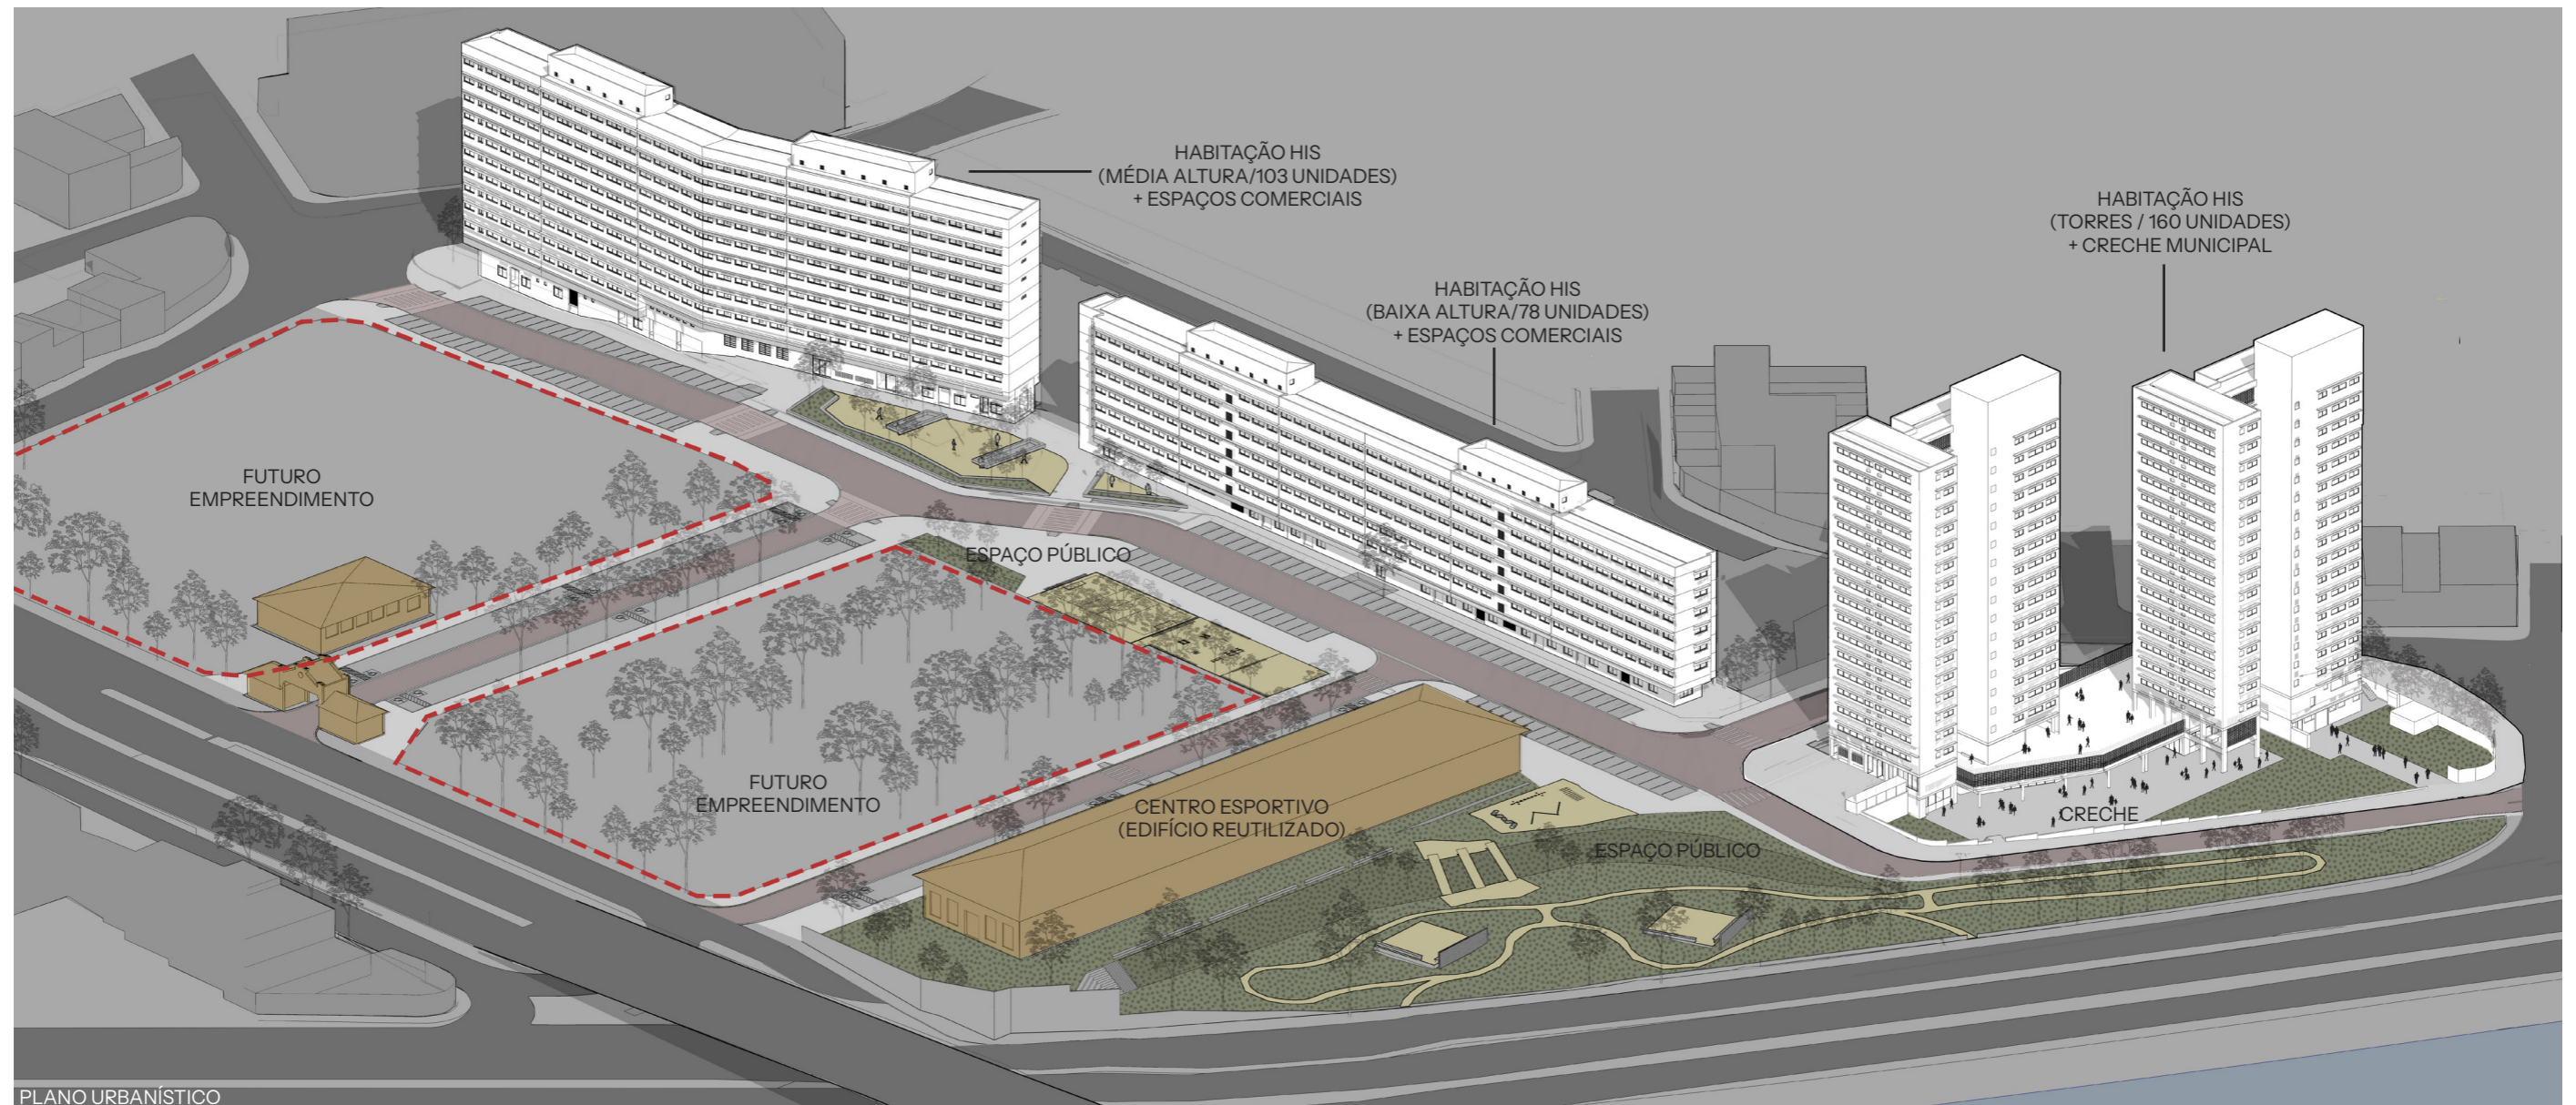 HABITAÇÃO HIS
(MÉDIA ALTURA/103 UNIDADES)
+ ESPAÇOS COMERCIAIS
HABITAÇÃO HIS
(TORRES / 160 UNIDADES)
+ CRECHE MUNICIPAL
HABITAÇÃO HIS
(BAIXA ALTURA/78 UNIDADES)
+ ESPAÇOS COMERCIAIS
FUTURO
EMPREENDIMENTO
ESPAÇO PÚBLICO
FUTURO
EMPREENDIMENTO
CENTRO ESPORTIVO
(EDIFÍCIO REUTILIZADO)
CRECHE
ESPAÇO PÚBLICO
PLANO URBANÍSTICO